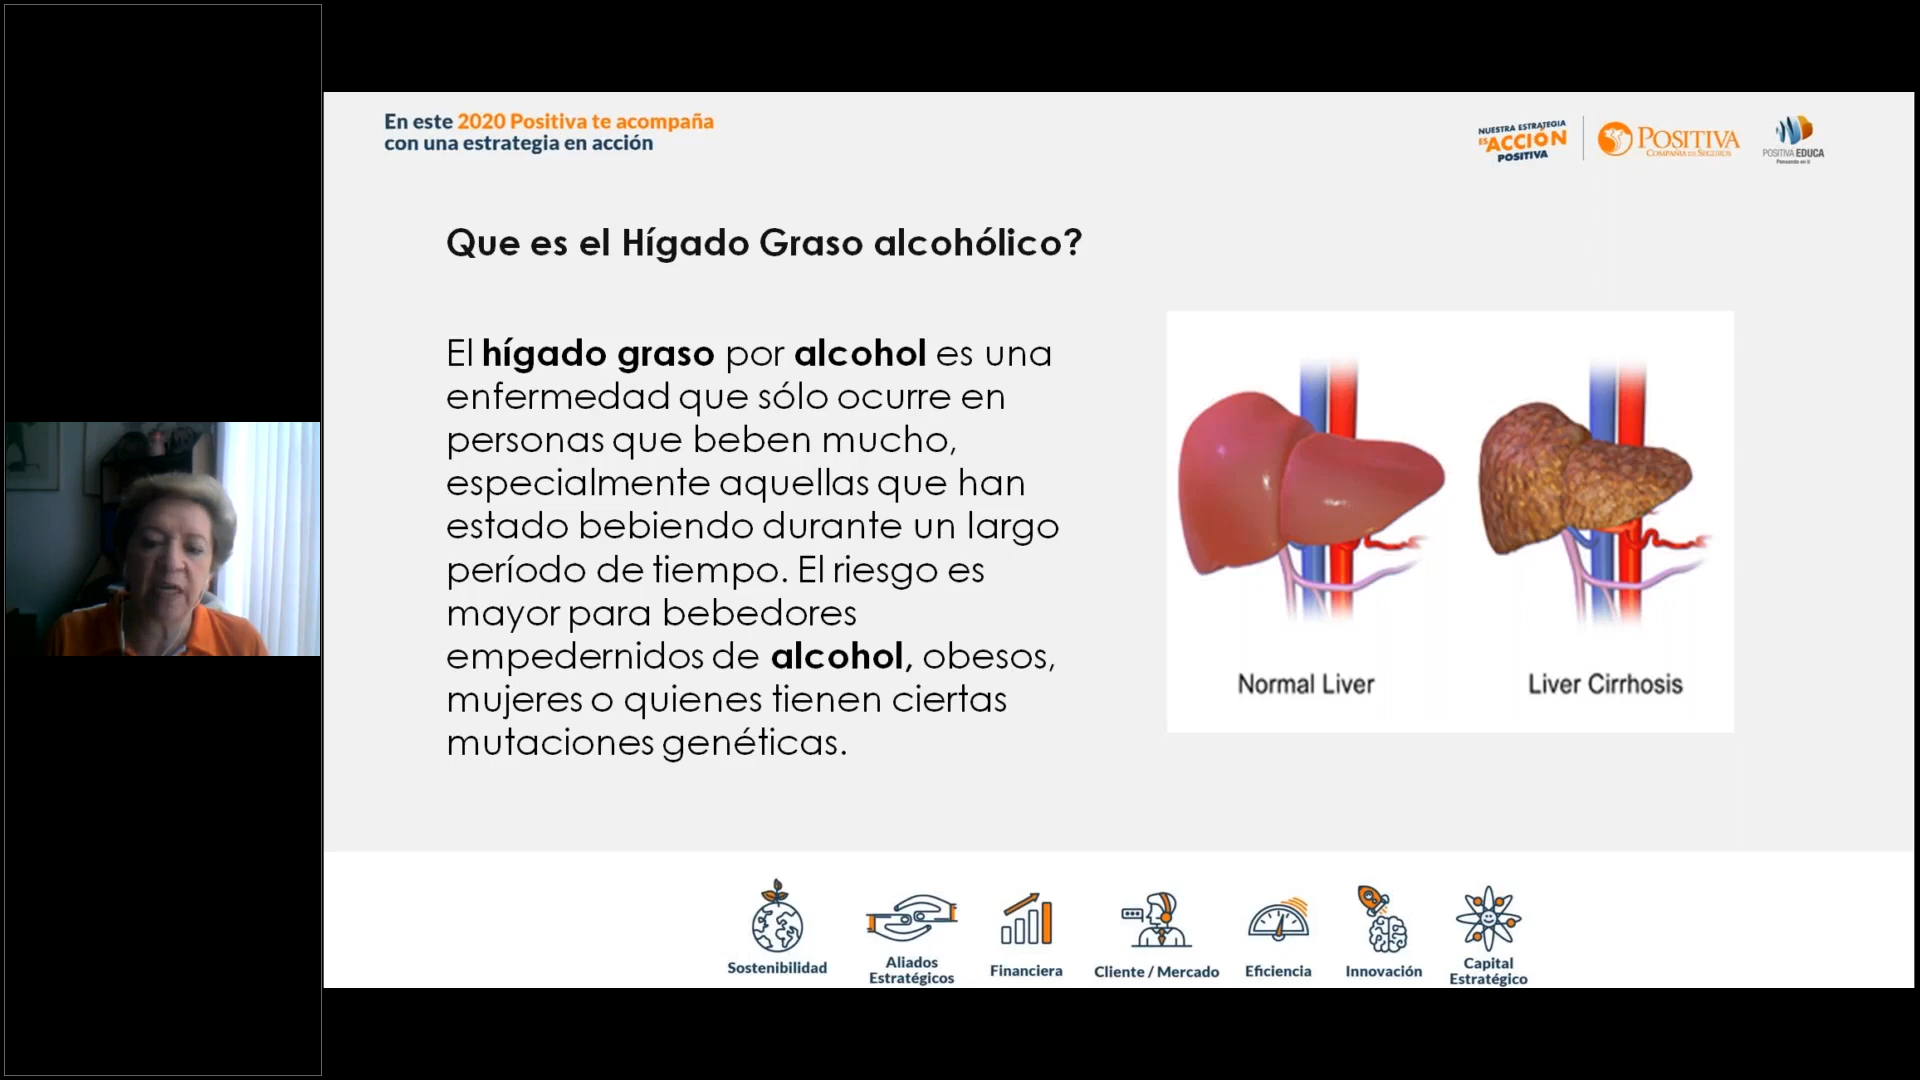 En este 2020 Positiva te acompaña
con una estrategia en acción
NUESTRA ESTRATEGIA
ES ACCIÓN
POSITIVA
POSITIVA
COMPAÑÍA DE SEGUROS
POSITIVA EDUCA
Pensando en ti
Que es el Hígado Graso alcohólico?
El hígado graso por alcohol es una
enfermedad que sólo ocurre en
personas que beben mucho,
especialmente aquellas que han
estado bebiendo durante un largo
período de tiempo. El riesgo es
mayor para bebedores
empedernidos de alcohol, obesos,
mujeres o quienes tienen ciertas
mutaciones genéticas.
Normal Liver
Liver Cirrhosis
Sostenibilidad
Aliados
Estratégicos
Financiera
Cliente / Mercado
Eficiencia
Innovación
Capital
Estratégico